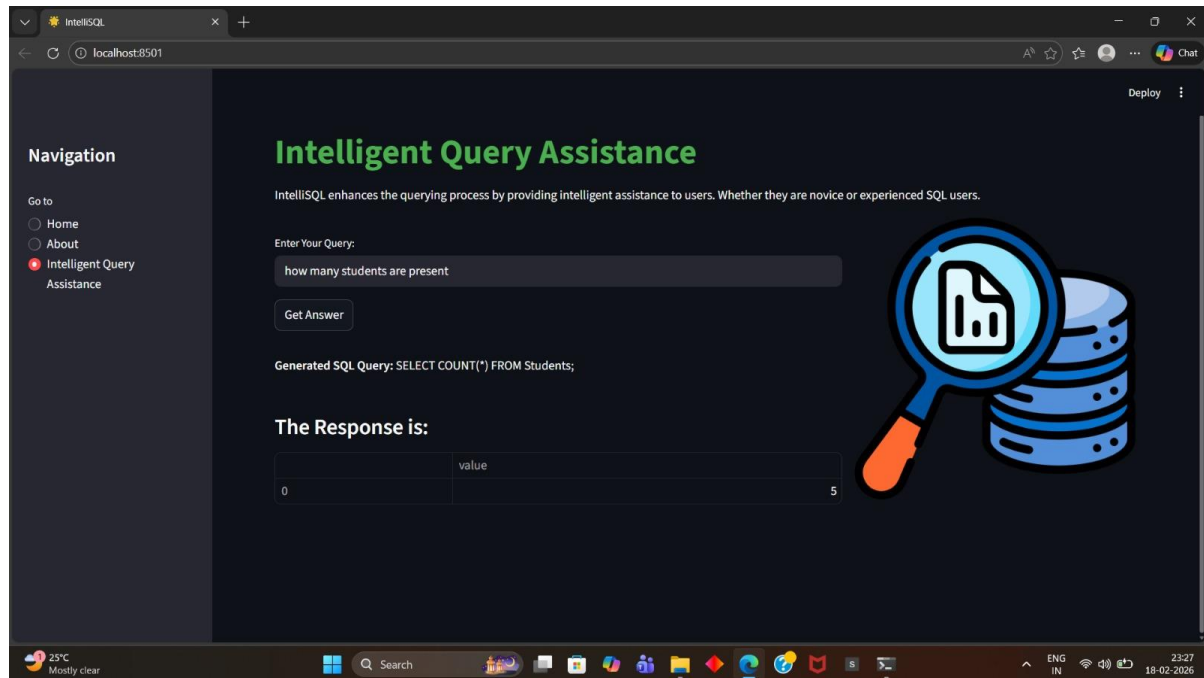 IntelliSQL
localhost:8501
Chat
Deploy
Navigation
Go to
Home
About
Intelligent Query
Assistance
Intelligent Query Assistance
IntelliSQL enhances the querying process by providing intelligent assistance to users. Whether they are novice or experienced SQL users.
Enter Your Query:
how many students are present
Get Answer
Generated SQL Query: SELECT COUNT(*) FROM Students;
The Response is:
value
0 5
25°C
Mostly clear
Search
ENG
IN
23:27
18-02-2026